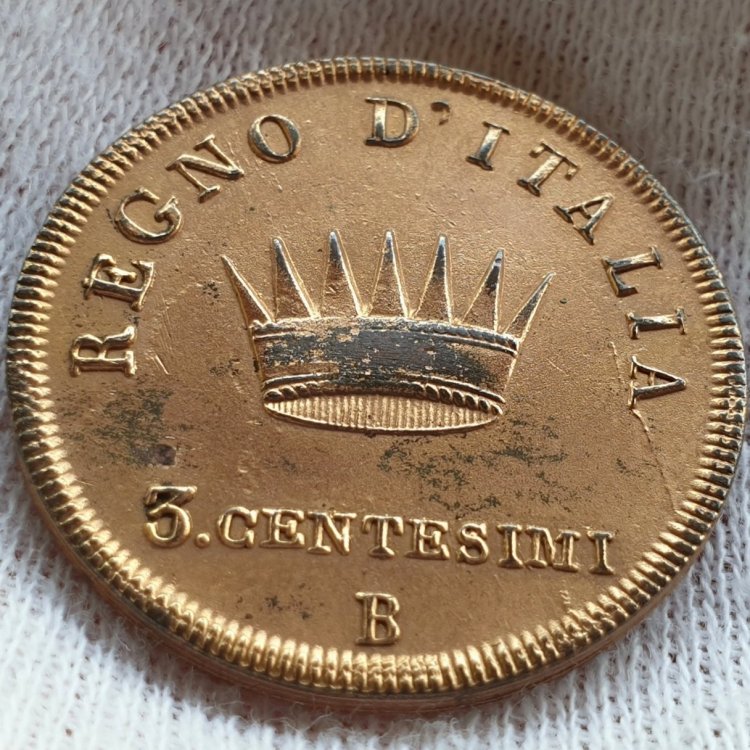 REGNO D'ITALIA
3. CENTESIMI
B